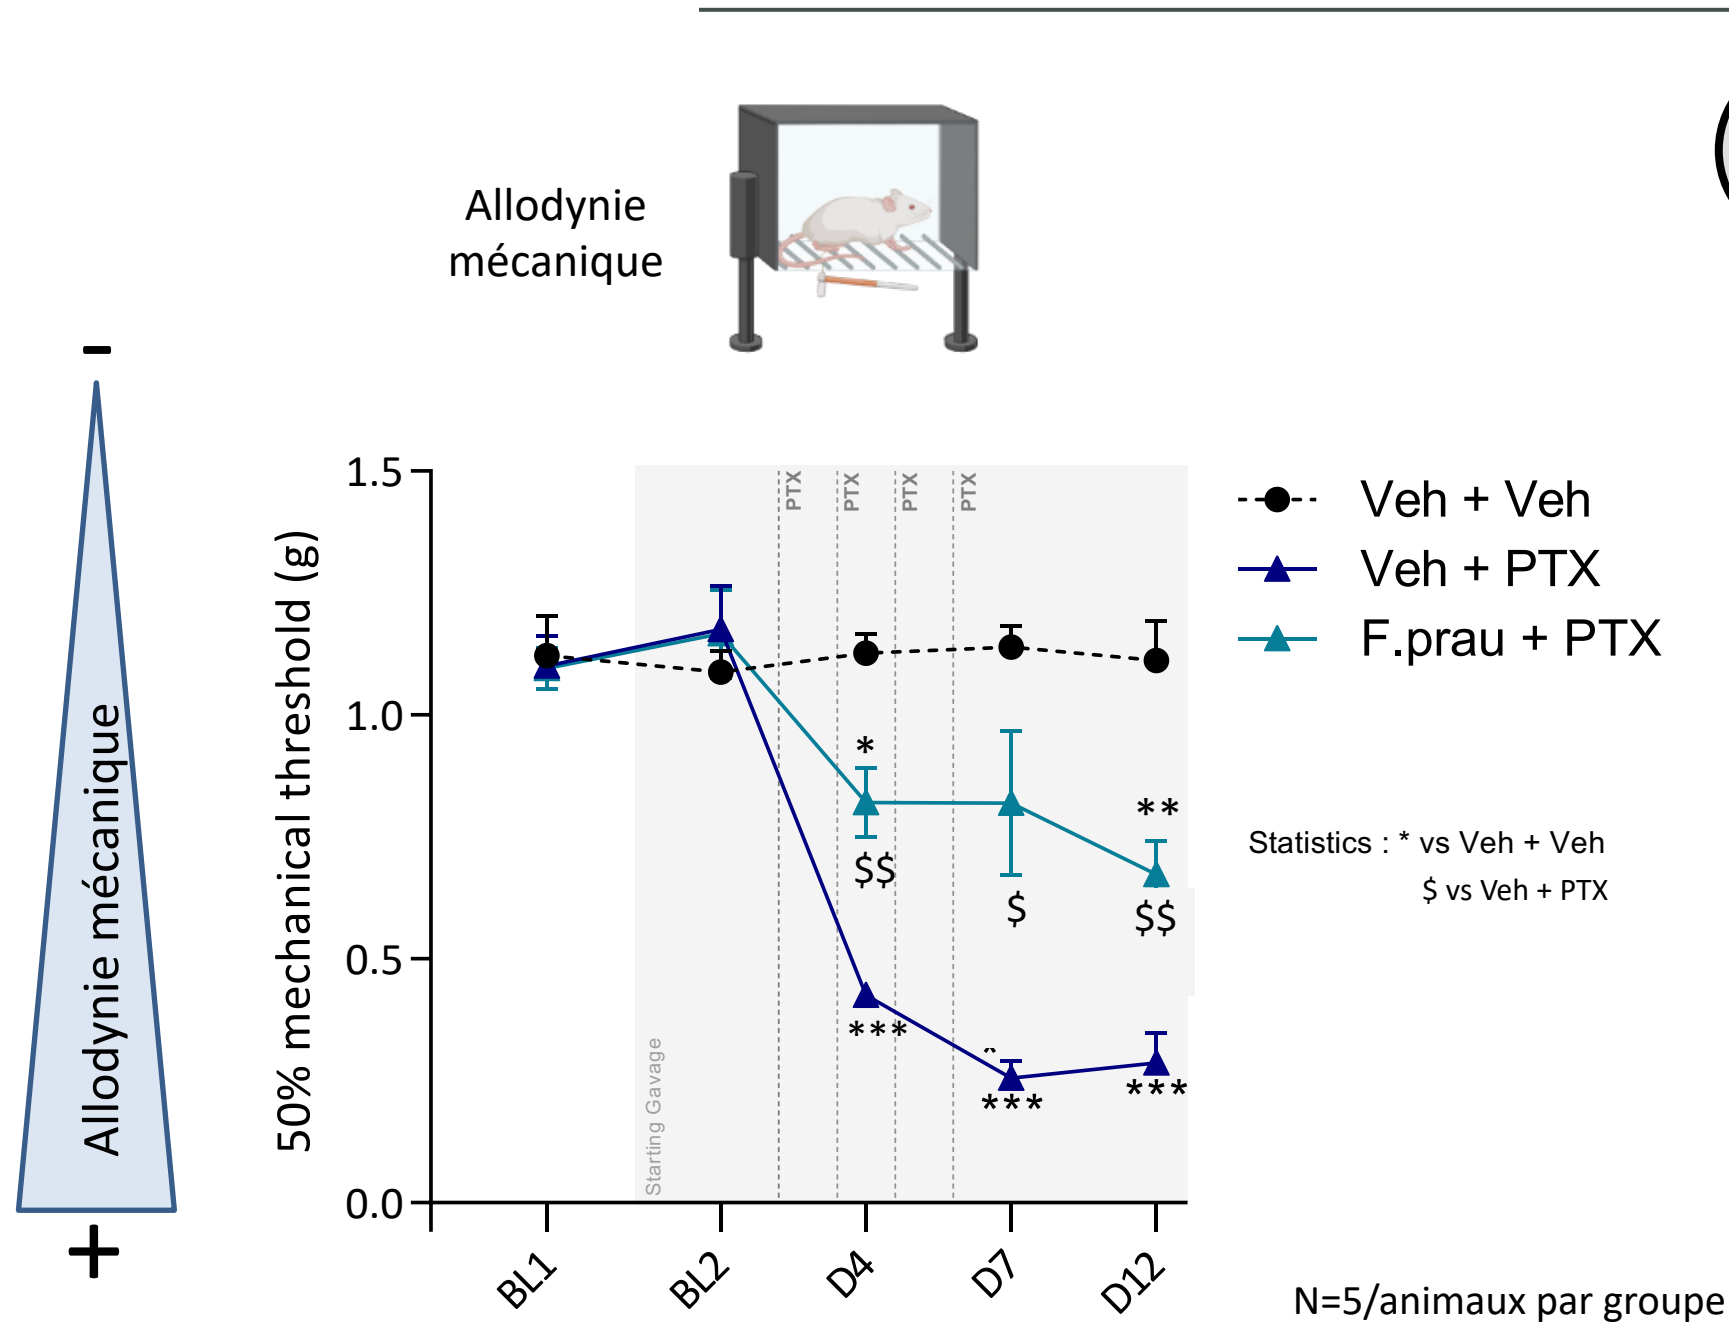 Allodynie
mécanique
-
Allodynie mécanique
+
50% mechanical threshold (g)
1.5
1.0
0.5
0.0
Starting Gavage
PTX
PTX
PTX
PTX
*
$$
***
$
***
**
$$
***
BL1
BL2
D4
D7
D12
Veh + Veh
Veh + PTX
F.prau + PTX
Statistics : * vs Veh + Veh
$ vs Veh + PTX
N=5/animaux par groupe